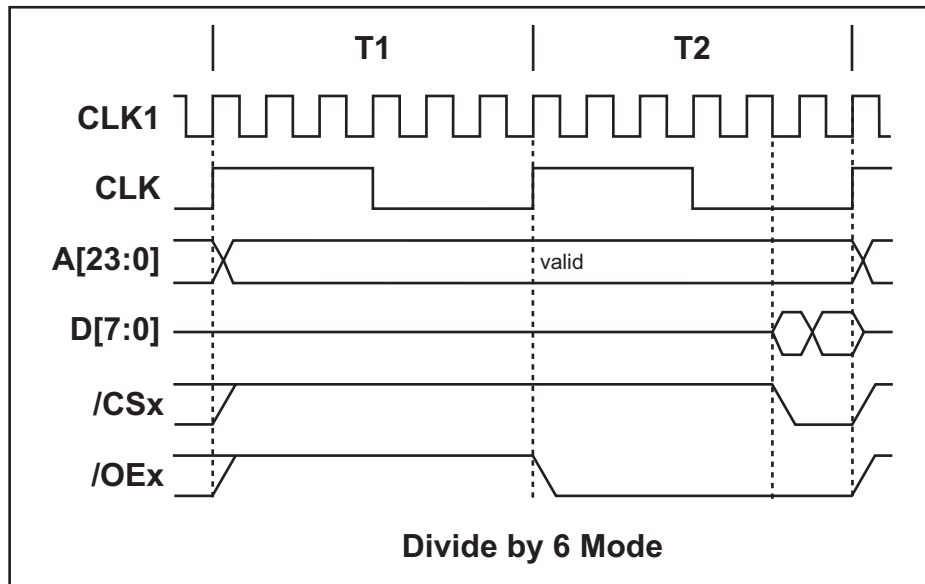 T1 T2
CLK1
CLK
A[23:0] valid
D[7:0]
/CSx
/OEx
Divide by 6 Mode